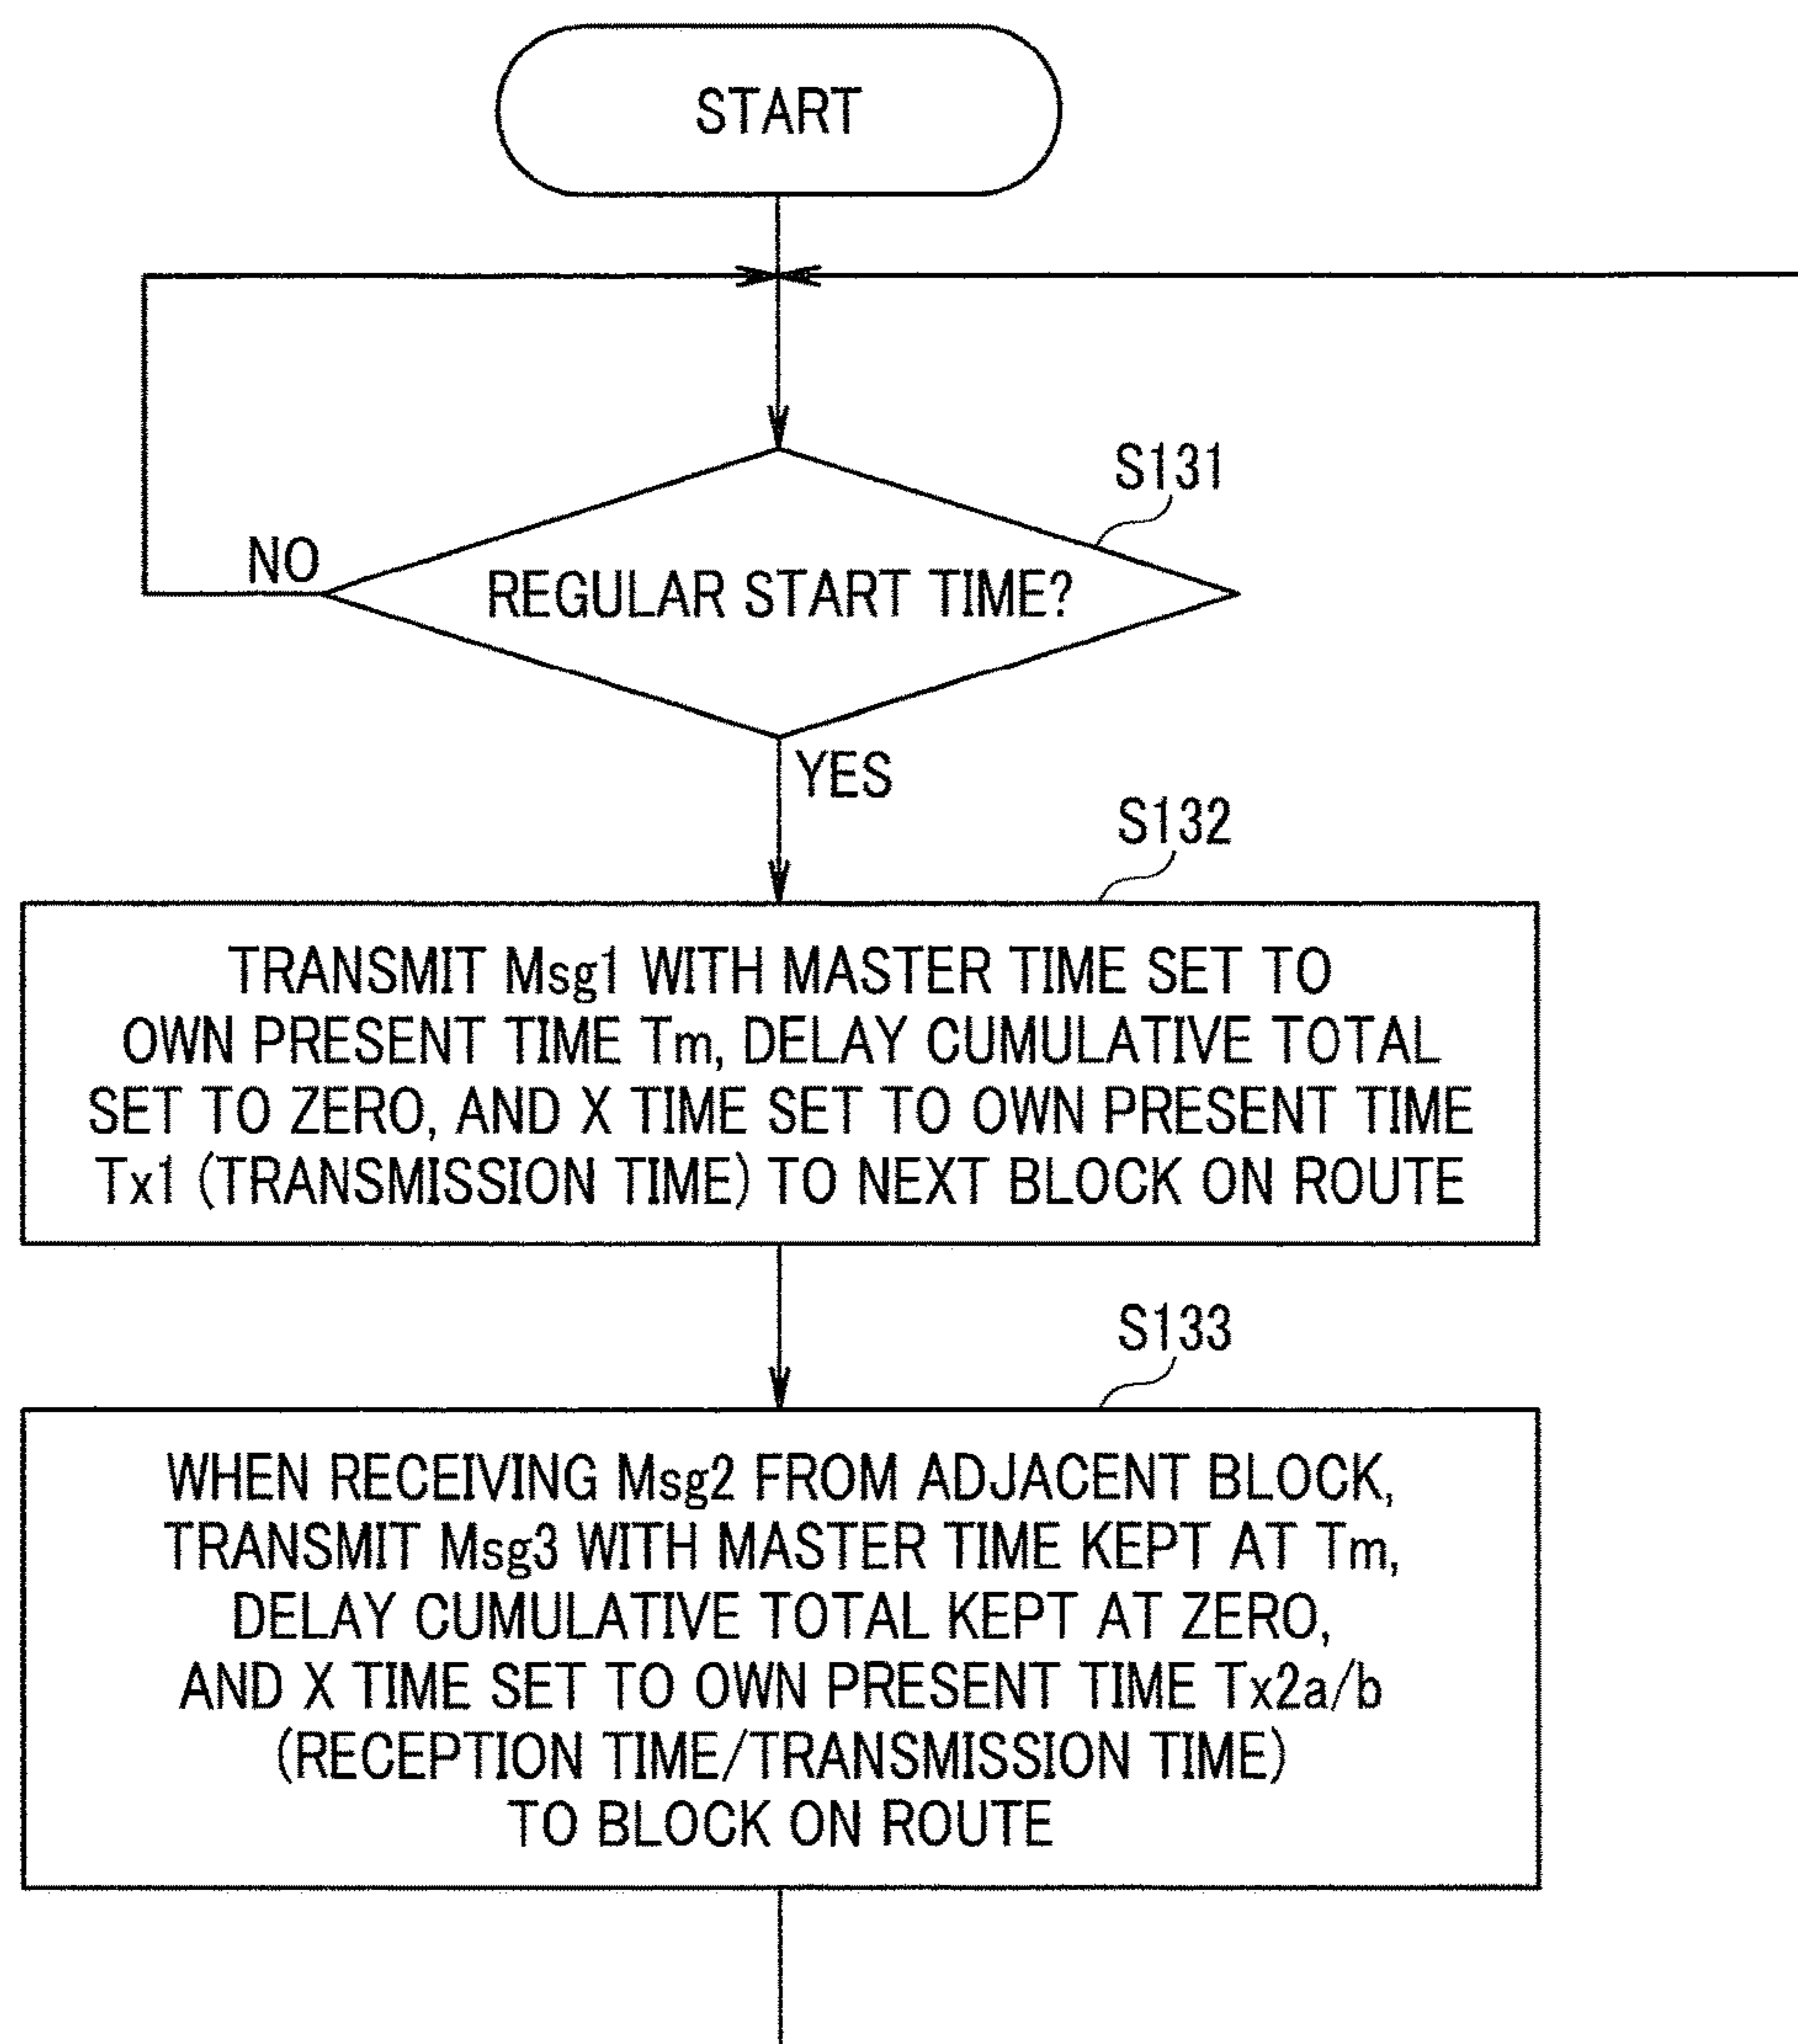 START
S131
NO
REGULAR START TIME?
YES
S132
TRANSMIT Msg1 WITH MASTER TIME SET TO
OWN PRESENT TIME Tm, DELAY CUMULATIVE TOTAL
SET TO ZERO, AND X TIME SET TO OWN PRESENT TIME
Tx1 (TRANSMISSION TIME) TO NEXT BLOCK ON ROUTE
S133
WHEN RECEIVING Msg2 FROM ADJACENT BLOCK,
TRANSMIT Msg3 WITH MASTER TIME KEPT AT Tm,
DELAY CUMULATIVE TOTAL KEPT AT ZERO,
AND X TIME SET TO OWN PRESENT TIME Tx2a/b
(RECEPTION TIME/TRANSMISSION TIME)
TO BLOCK ON ROUTE